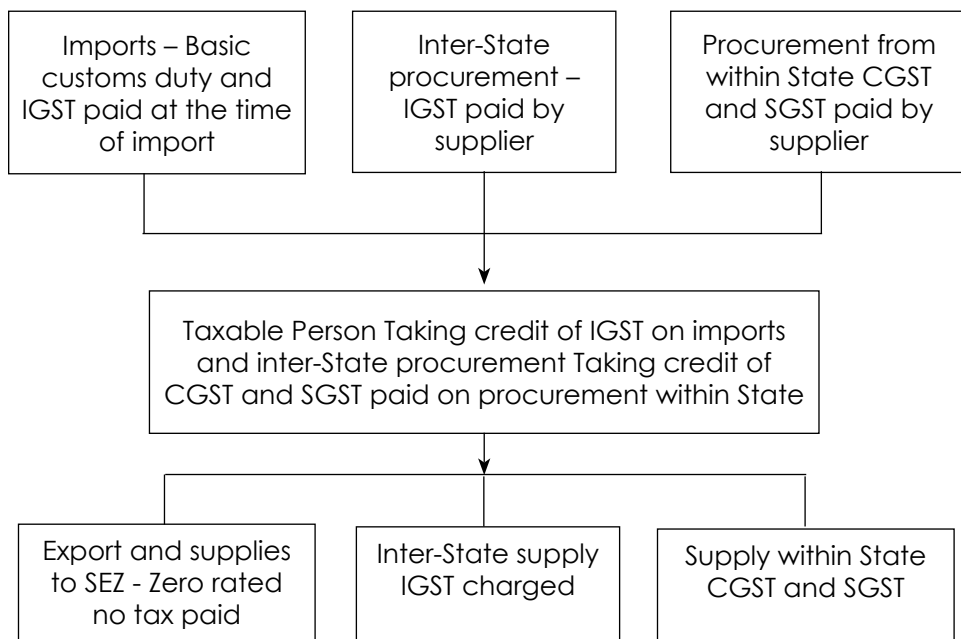 Imports – Basic
customs duty and
IGST paid at the time
of import
Inter-State
procurement –
IGST paid by
supplier
Procurement from
within State CGST
and SGST paid by
supplier
Taxable Person Taking credit of IGST on imports
and inter-State procurement Taking credit of
CGST and SGST paid on procurement within State
Export and supplies
to SEZ - Zero rated
no tax paid
Inter-State supply
IGST charged
Supply within State
CGST and SGST